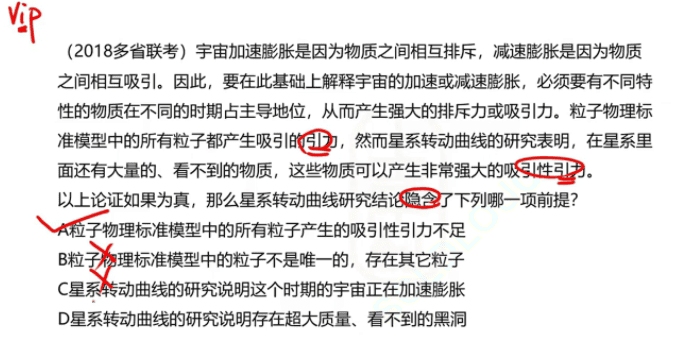 Vip
（2018多省联考）宇宙加速膨胀是因为物质之间相互排斥，减速膨胀是因为物质
之间相互吸引。因此，要在此基础上解释宇宙的加速或减速膨胀，必须要有不同特
性的物质在不同的时期占主导地位，从而产生强大的排斥力或吸引力。粒子物理标
准模型中的所有粒子都产生吸引的引力，然而星系转动曲线的研究表明，在星系里
面还有大量的、看不到的物质，这些物质可以产生非常强大的吸引性引力。
以上论证如果为真，那么星系转动曲线研究结论隐含了下列哪一项前提？
A粒子物理标准模型中的所有粒子产生的吸引性引力不足
B粒子物理标准模型中的粒子不是唯一的，存在其它粒子
C星系转动曲线的研究说明这个时期的宇宙正在加速膨胀
D星系转动曲线的研究说明存在超大质量、看不到的黑洞